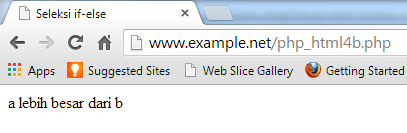 Seleksi if-else
www.example.net/php_html4b.php
Apps Suggested Sites Web Slice Gallery Getting Started
a lebih besar dari b